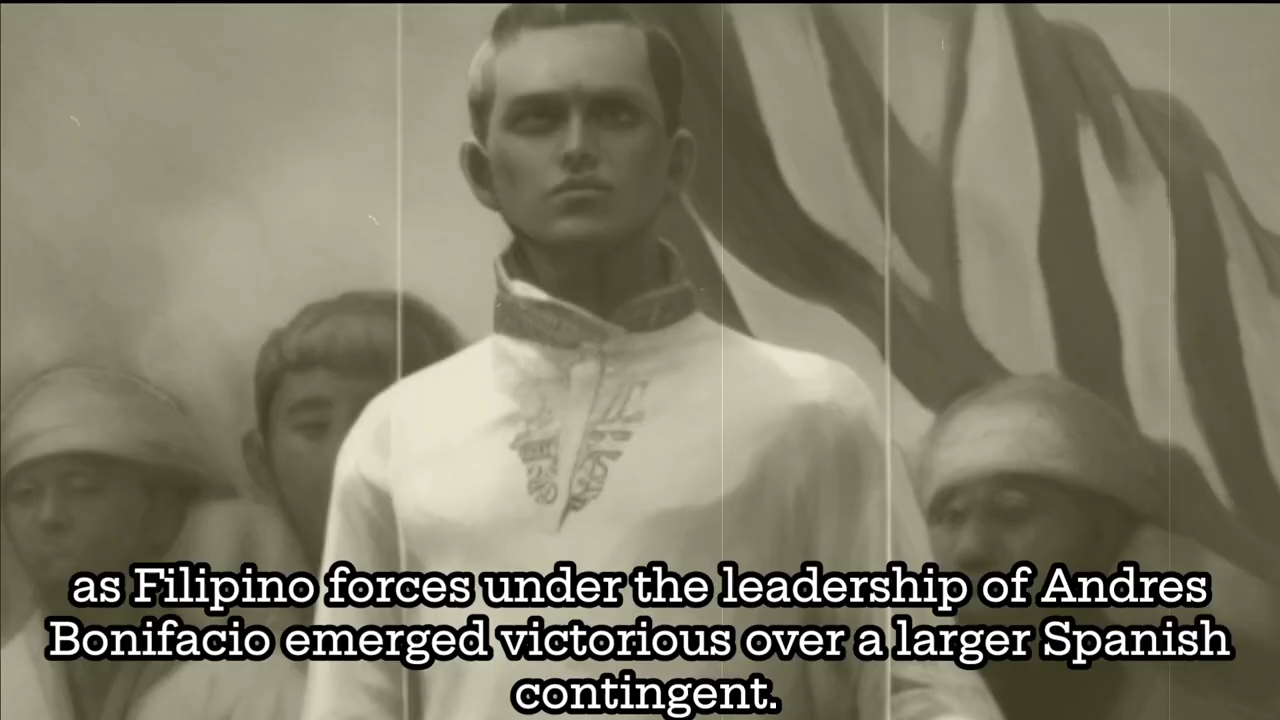 as Filipino forces under the leadership of Andres
Bonifacio emerged victorious over a larger Spanish
contingent.